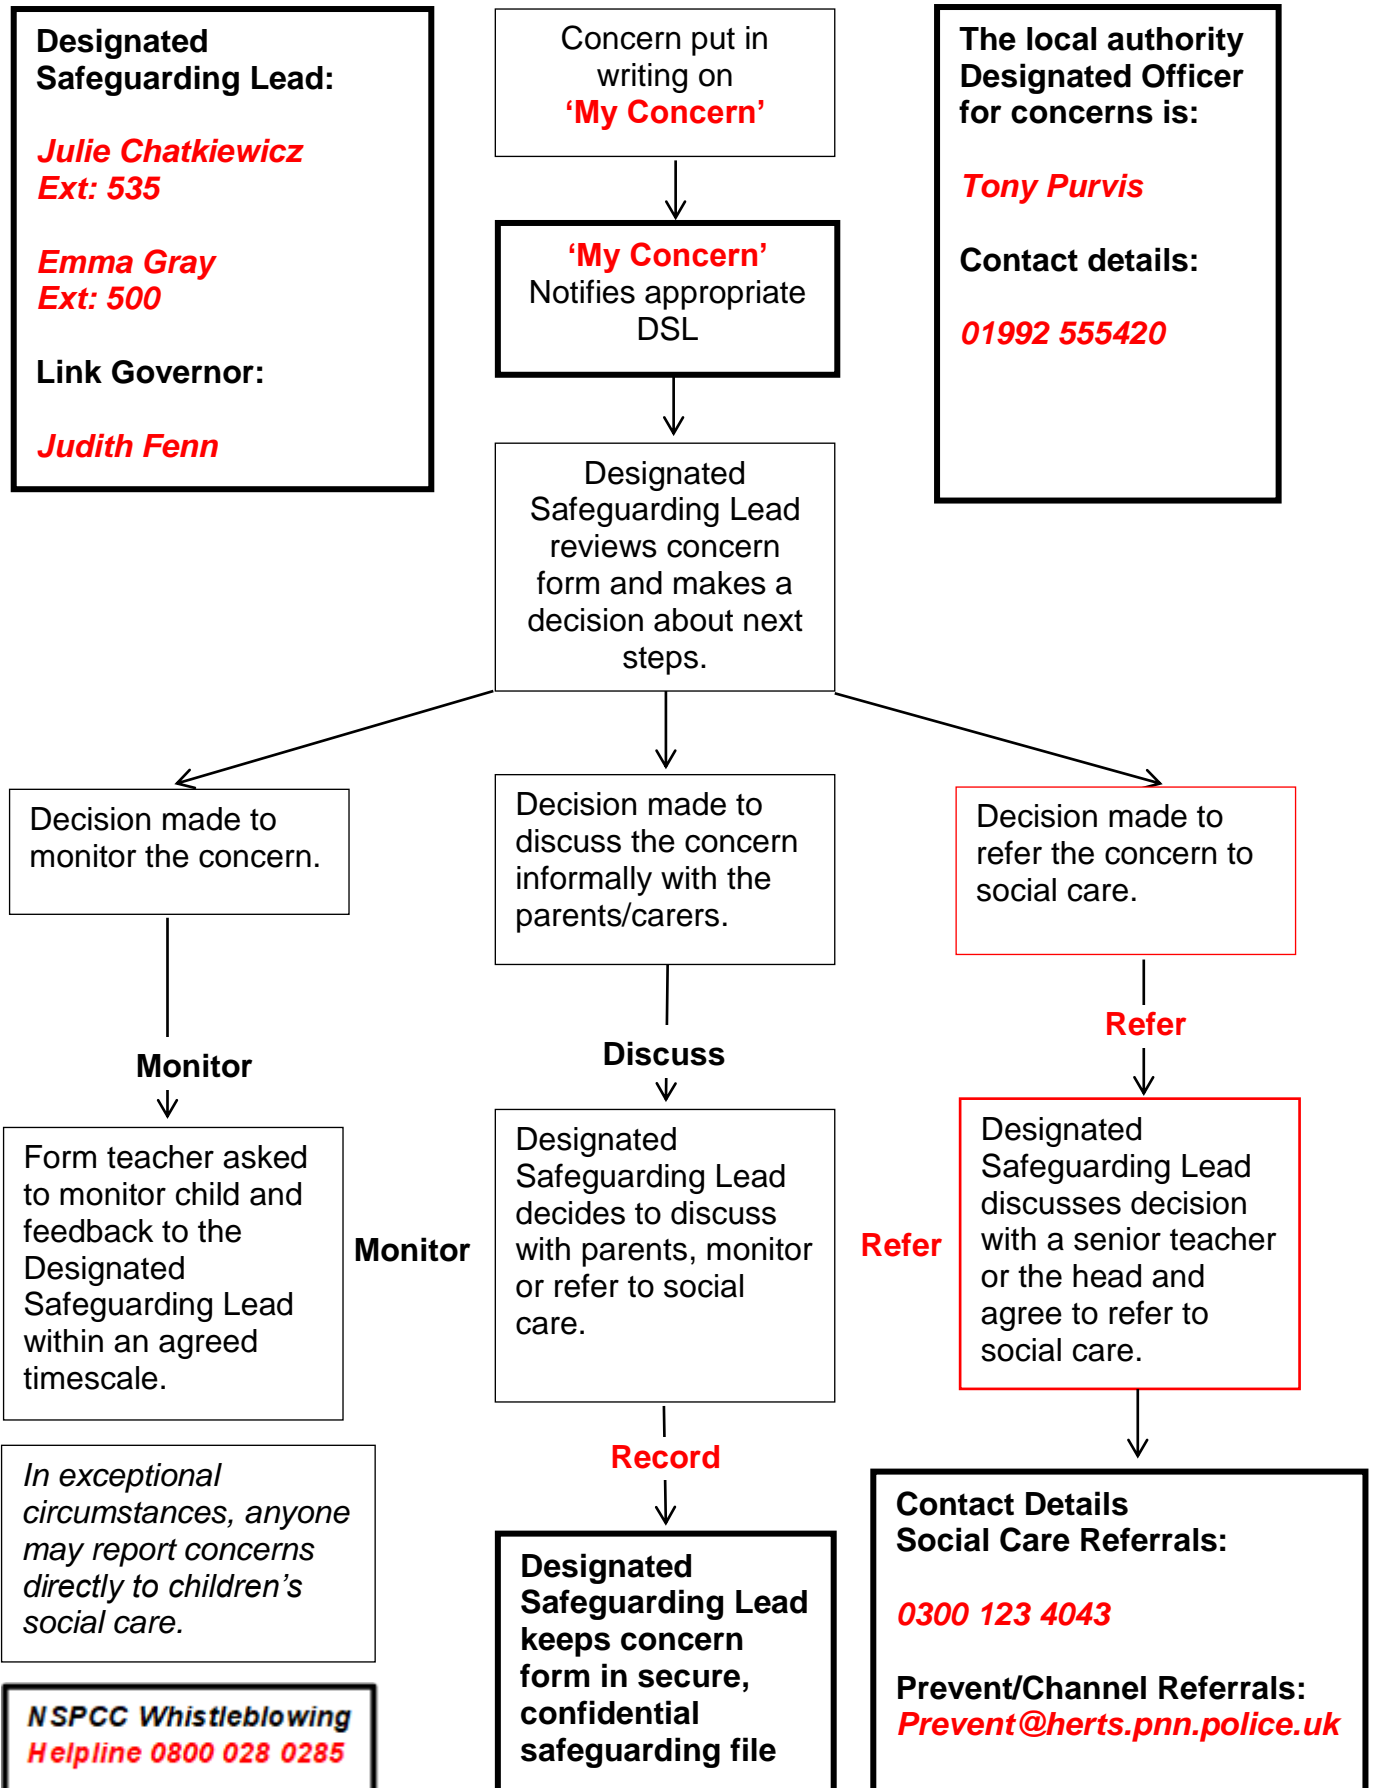 Designated
Safeguarding Lead:
Julie Chatkiewicz
Ext: 535
Emma Gray
Ext: 500
Link Governor:
Judith Fenn
Concern put in
writing on
‘My Concern’
The local authority
Designated Officer
for concerns is:
Tony Purvis
Contact details:
01992 555420
‘My Concern’
Notifies appropriate
DSL
Designated
Safeguarding Lead
reviews concern
form and makes a
decision about next
steps.
Decision made to
monitor the concern.
Decision made to
discuss the concern
informally with the
parents/carers.
Decision made to
refer the concern to
social care.
Monitor
Discuss
Refer
Form teacher asked
to monitor child and
feedback to the
Designated
Safeguarding Lead
within an agreed
timescale.
Monitor
Designated
Safeguarding Lead
decides to discuss
with parents, monitor
or refer to social
care.
Refer
Designated
Safeguarding Lead
discusses decision
with a senior teacher
or the head and
agree to refer to
social care.
In exceptional
circumstances, anyone
may report concerns
directly to children’s
social care.
Record
Contact Details
Social Care Referrals:
0300 123 4043
Prevent/Channel Referrals:
Prevent@herts.pnn.police.uk
Designated
Safeguarding Lead
keeps concern
form in secure,
confidential
safeguarding file
NSPCC Whistleblowing
Helpline 0800 028 0285